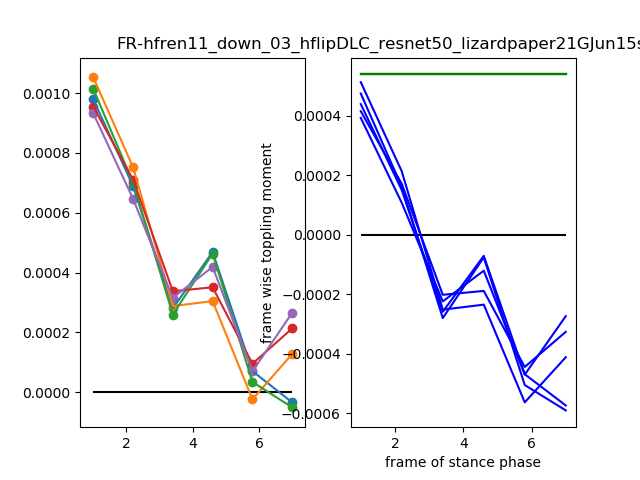 FR-hfren11_down_03_hflipDLC_resnet50_lizardpaper21GJun15s
0.0010
0.0008
0.0006
0.0004
0.0002
0.0000
2 4 6
frame wise toppling moment
0.0004
0.0002
0.0000
−0.0002
−0.0004
−0.0006
2 4 6
frame of stance phase